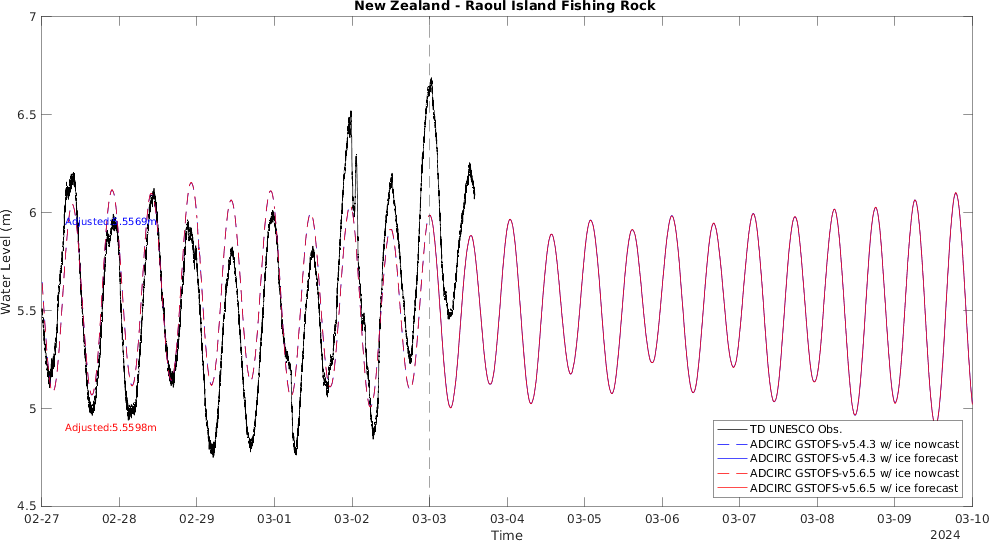 New Zealand - Raoul Island Fishing Rock
Water Level (m)
7
6.5
6
5.5
5
4.5
Adjusted:5.5569m
Adjusted:5.5598m
TD UNESCO Obs.
ADCIRC GSTOFS-v5.4.3 w/ ice nowcast
ADCIRC GSTOFS-v5.4.3 w/ ice forecast
ADCIRC GSTOFS-v5.6.5 w/ ice nowcast
ADCIRC GSTOFS-v5.6.5 w/ ice forecast
02-27 02-28 02-29 03-01 03-02 03-03 03-04 03-05 03-06 03-07 03-08 03-09 03-10
Time
2024